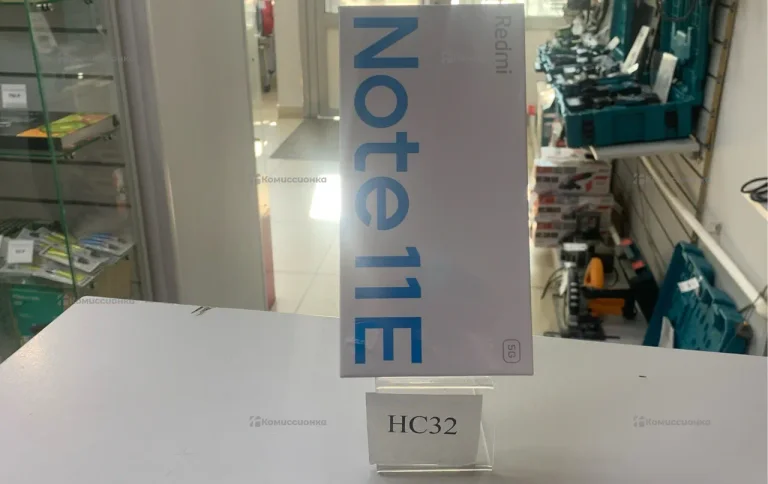 Redmi
Note 11E
5G
HC32
Комиссионка
Комиссионка
Комиссионка
Комиссионка